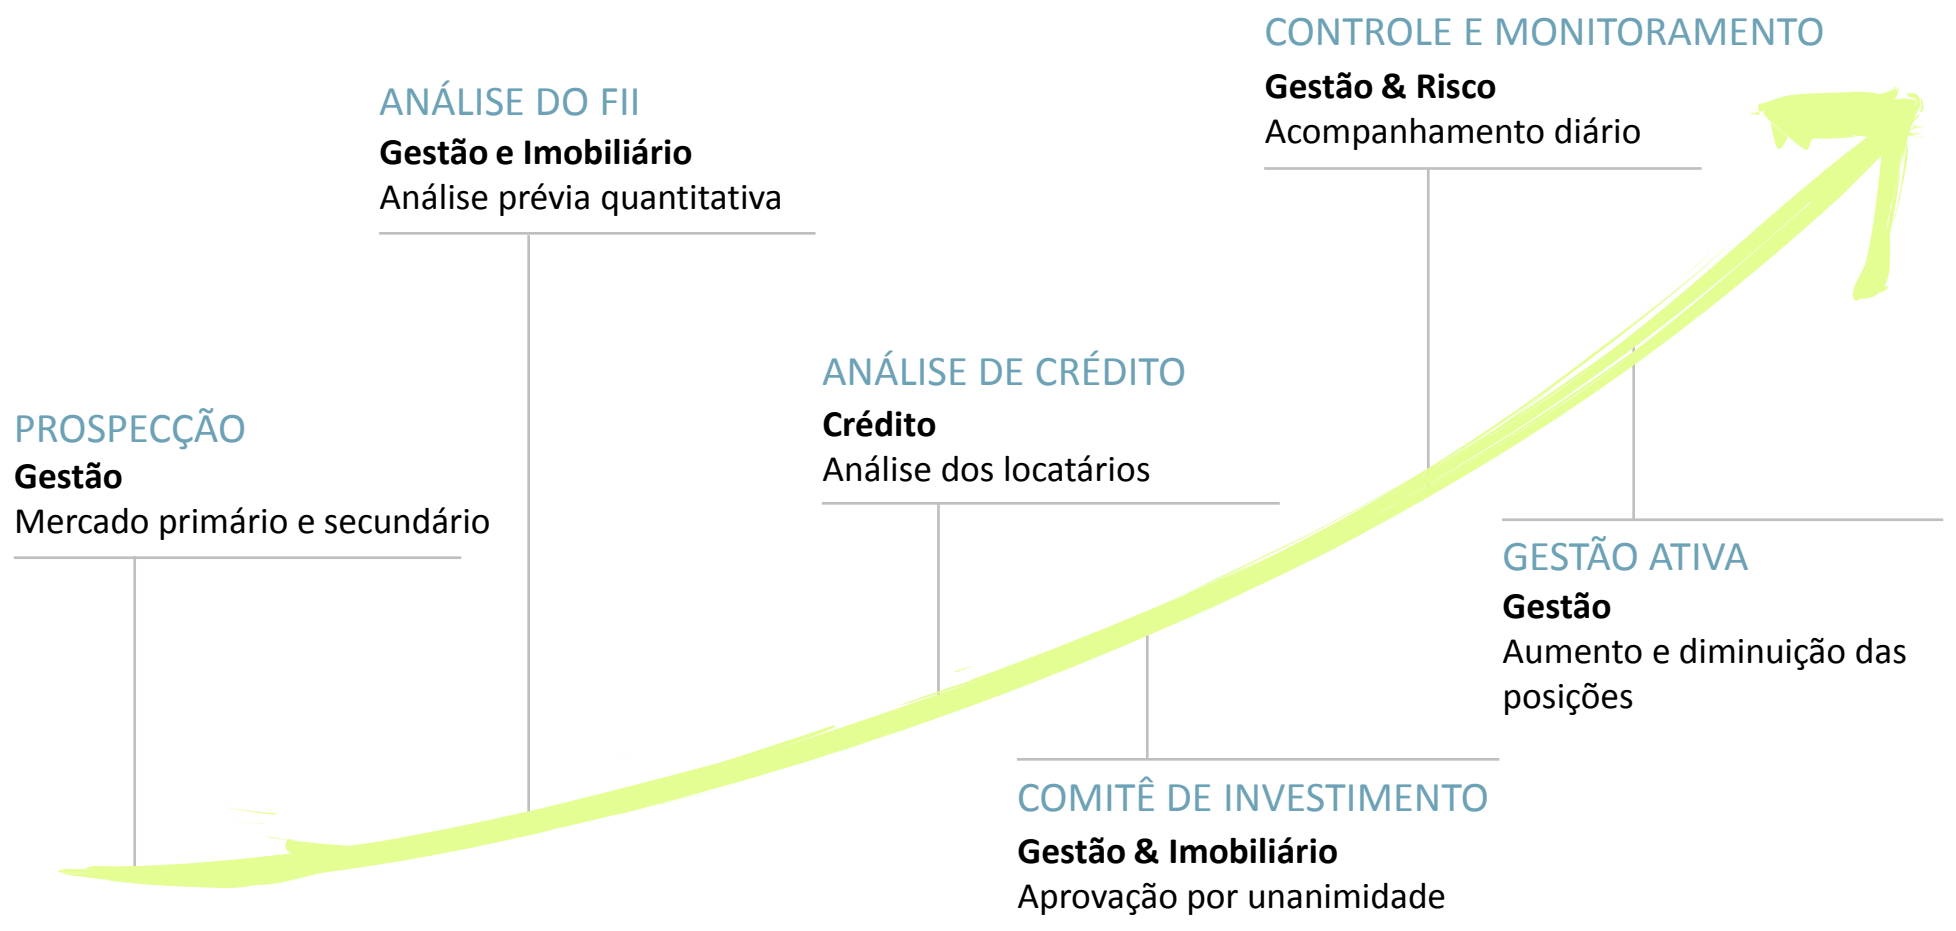 PROSPECÇÃO
Gestão
Mercado primário e secundário
ANÁLISE DO FII
Gestão e Imobiliário
Análise prévia quantitativa
ANÁLISE DE CRÉDITO
Crédito
Análise dos locatários
COMITÊ DE INVESTIMENTO
Gestão & Imobiliário
Aprovação por unanimidade
CONTROLE E MONITORAMENTO
Gestão & Risco
Acompanhamento diário
GESTÃO ATIVA
Gestão
Aumento e diminuição das
posições